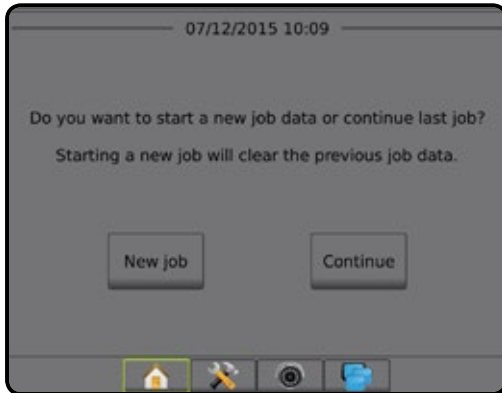 07/12/2015 10:09
Do you want to start a new job data or continue last job?
Starting a new job will clear the previous job data.
New job
Continue